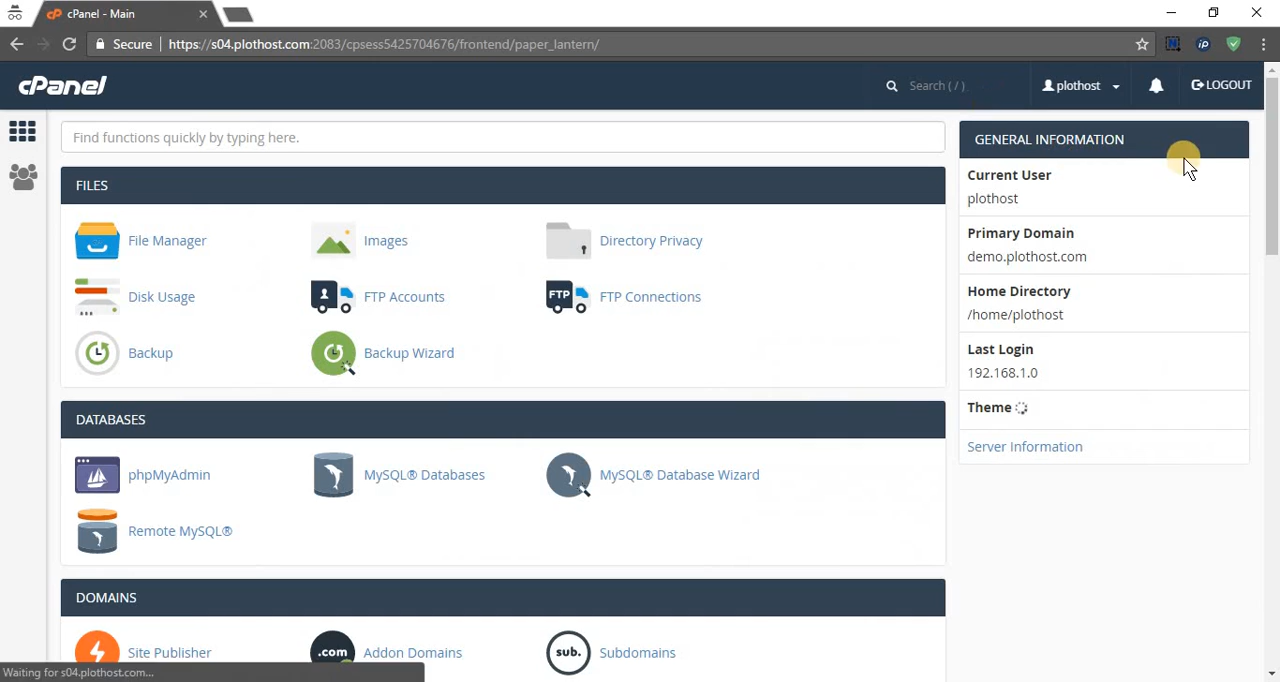 cPanel - Main
Secure https://s04.plothost.com:2083/cpsess5425704676/frontend/paper_lantern/
cPanel
Search ( / )
plothost
LOGOUT
Find functions quickly by typing here.
FILES
File Manager
Images
Directory Privacy
Disk Usage
FTP Accounts
FTP
FTP Connections
Backup
Backup Wizard
DATABASES
phpMyAdmin
MySQL® Databases
MySQL® Database Wizard
Remote MySQL®
DOMAINS
Site Publisher
.com
Addon Domains
sub.
Subdomains
GENERAL INFORMATION
Current User
plothost
Primary Domain
demo.plothost.com
Home Directory
/home/plothost
Last Login
192.168.1.0
Theme
Server Information
Waiting for s04.plothost.com...